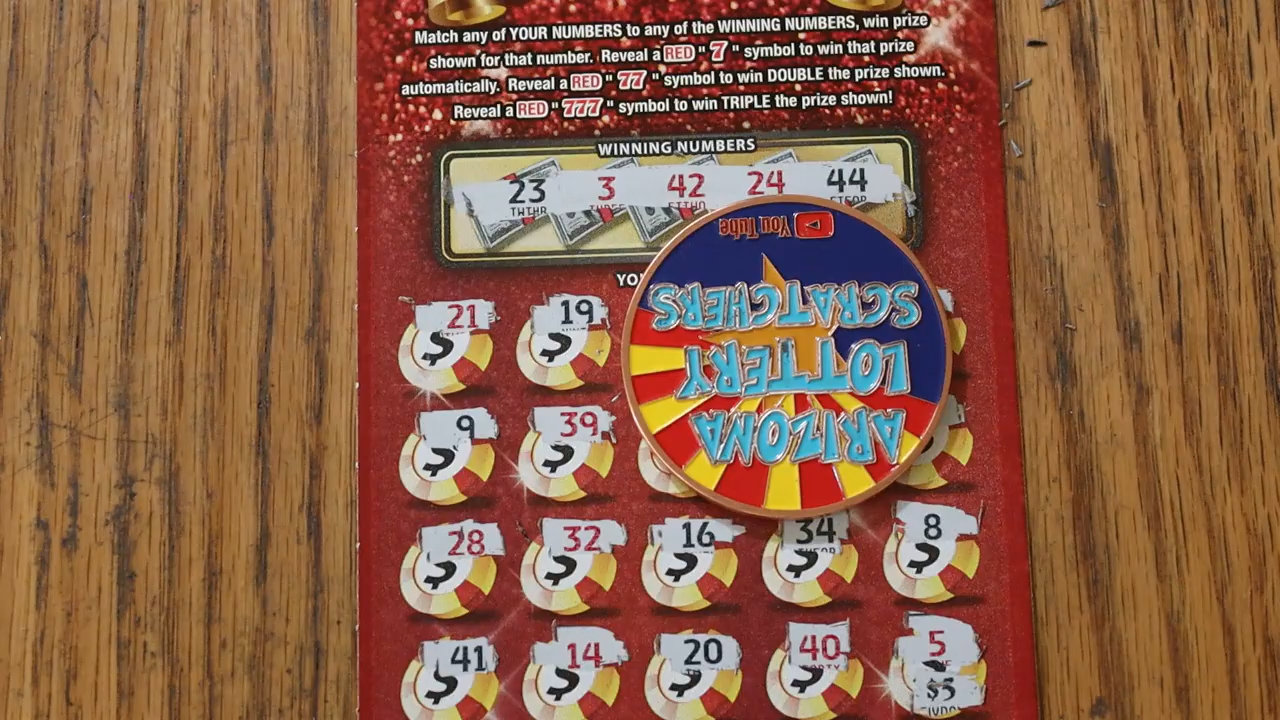 Match any of YOUR NUMBERS to any of the WINNING NUMBERS, win prize
shown for that number. Reveal a RED "7" symbol to win that prize
automatically. Reveal a RED "77" symbol to win DOUBLE the prize shown.
Reveal a RED "777" symbol to win TRIPLE the prize shown!
WINNING NUMBERS
23 3 42 24 44
TWTHR
YouTube
ARIZONA
LOTTERY
SCRATCHERS
21 19
$ $
9 39
$ $
28 32 16 34 8
$ $ $ $ $
41 14 20 40 5
$ $ $ $ $5